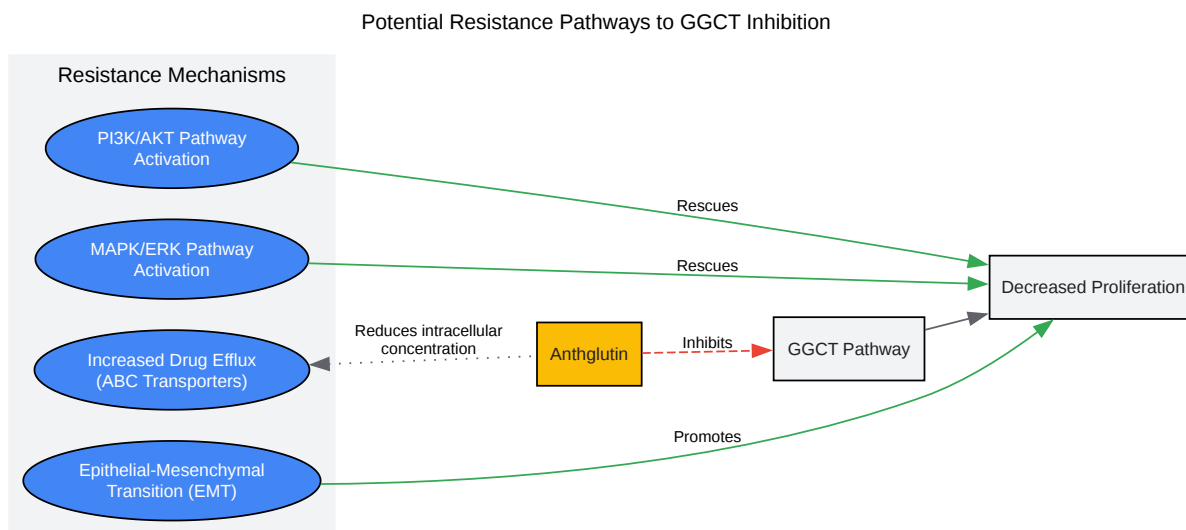 Potential Resistance Pathways to GGCT Inhibition
Resistance Mechanisms
PI3K/AKT Pathway
Activation
Rescues
MAPK/ERK Pathway
Activation
Rescues
Decreased Proliferation
Reduces intracellular
concentration
Increased Drug Efflux
(ABC Transporters)
Anthglutin
Inhibits
GGCT Pathway
Promotes
Epithelial-Mesenchymal
Transition (EMT)